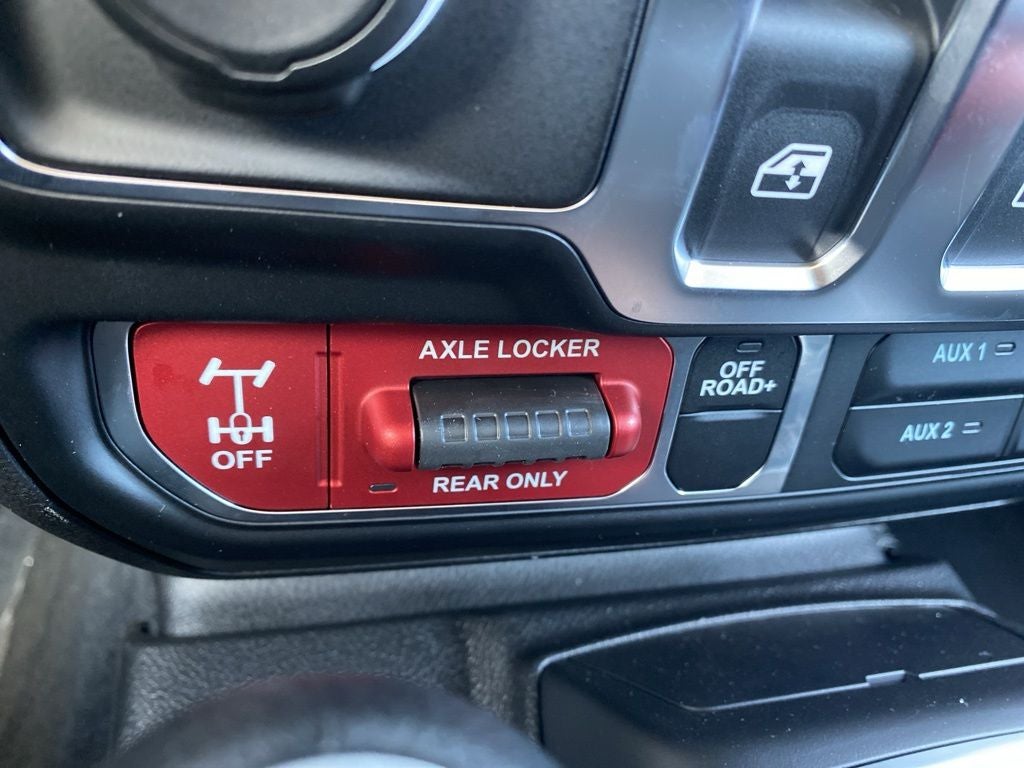 AXLE LOCKER
OFF
REAR ONLY
OFF
ROAD+
AUX 1
AUX 2